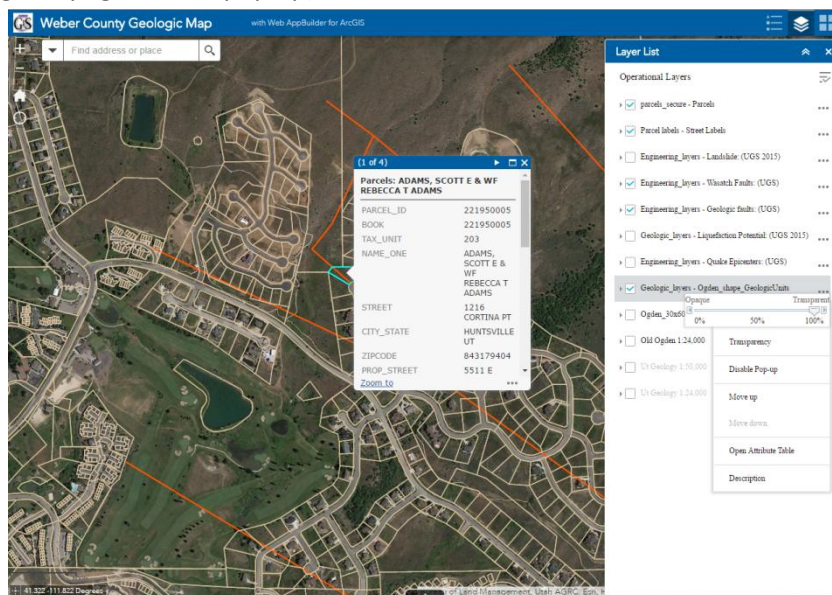 GIS Weber County Geologic Map with Web AppBuilder for ArcGIS
Find address or place
Layer List
Operational Layers
parcels_secure - Parcels
Parcel labels - Street Labels
Engineering_layers - Landslide: (UGS 2015)
Engineering_layers - Wasatch Faults: (UGS)
Engineering_layers - Geologic faults: (UGS)
Geologic_layers - Liquefaction Potential: (UGS 2015)
Engineering_layers - Quake Epicenters: (UGS)
Geologic_layers - Ogden_shape_GeologicUnits
Opaque Transparent
0% 50% 100%
Ogden_30x60
Old Ogden 1:24,000
Ut Geology 1:50,000
Ut Geology 1:24,000
Transparency
Disable Pop-up
Move up
Move down
Open Attribute Table
Description
(1 of 4)
Parcels: ADAMS, SCOTT E & WF
REBECCA T ADAMS
PARCEL_ID 221950005
BOOK 221950005
TAX_UNIT 203
NAME_ONE ADAMS,
SCOTT E &
WF
REBECCA T
ADAMS
STREET 1216
CORTINA PT
CITY_STATE HUNTSVILLE
UT
ZIPCODE 843179404
PROP_STREET 5511 E
Zoom to
41.322 -111.822 Degrees
of Land Management, Utah AGRC, Esri,